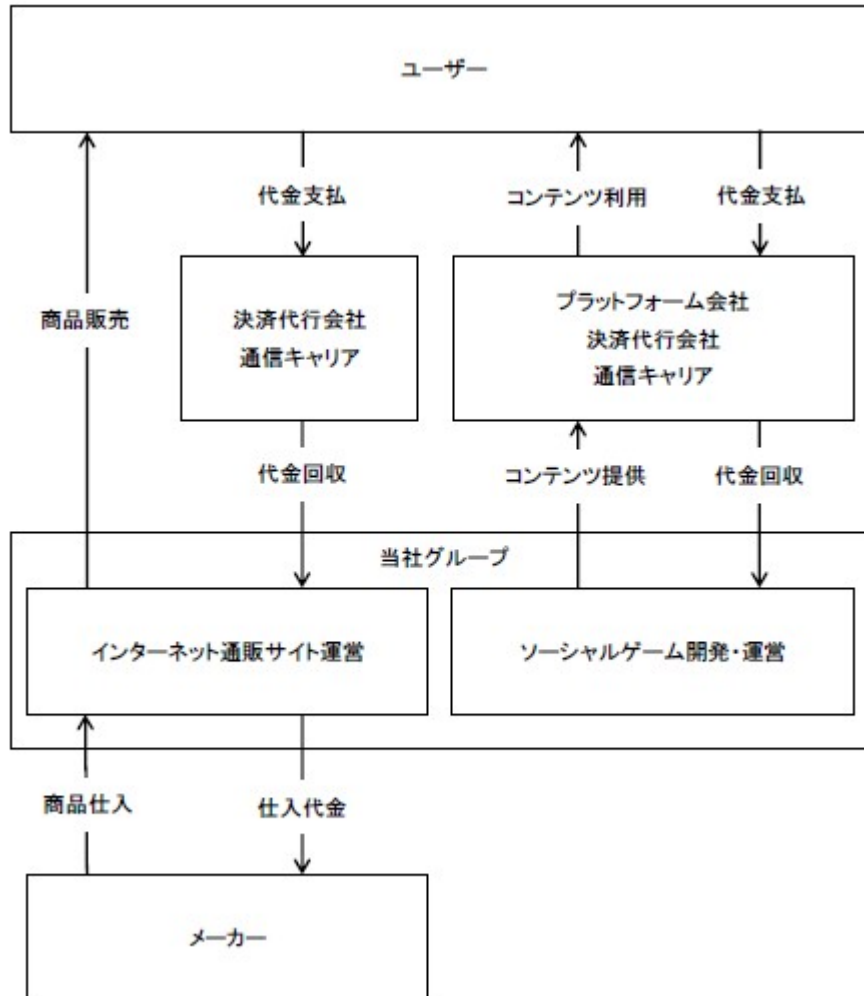 ユーザー
代金支払
コンテンツ利用
代金支払
商品販売
決済代行会社
通信キャリア
プラットフォーム会社
決済代行会社
通信キャリア
代金回収
コンテンツ提供
代金回収
当社グループ
インターネット通販サイト運営
ソーシャルゲーム開発・運営
商品仕入
仕入代金
メーカー